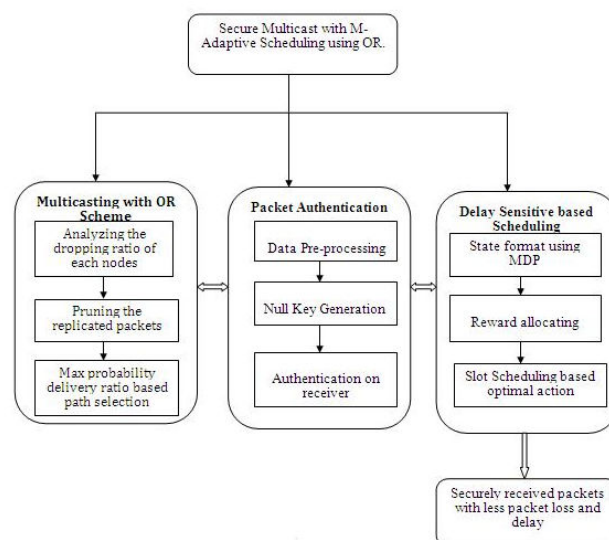 Secure Multicast with M-
Adaptive Scheduling using OR.
Multicasting with OR
Scheme
Analyzing the
dropping ratio of
each nodes
Pruning the
replicated packets
Max probability
delivery ratio based
path selection
Packet Authentication
Data Pre-processing
Null Key Generation
Authentication on
receiver
Delay Sensitive based
Scheduling
State format using
MDP
Reward allocating
Slot Scheduling based
optimal action
Securely received packets
with less packet loss and
delay